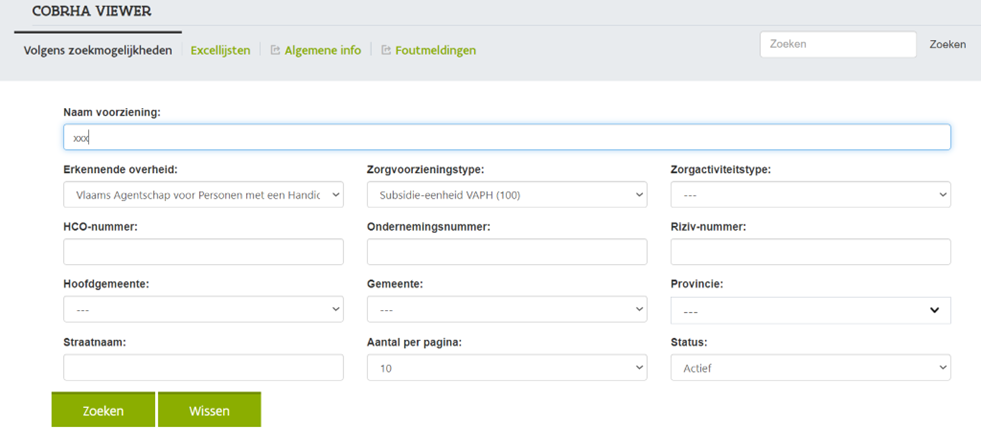 COBRHA VIEWER
Volgens zoekmogelijkheden Excellijsten Algemene info Foutmeldingen Zoeken Zoeken
Naam voorziening:
xxx
Erkennende overheid: Zorgvoorzieningstype: Zorgactiviteitstype:
Vlaams Agentschap voor Personen met een Handic Subsidie-eenheid VAPH (100) ---
HCO-nummer: Ondernemingsnummer: Riziv-nummer:
Hoofdgemeente: Gemeente: Provincie:
--- --- ---
Straatnaam: Aantal per pagina: Status:
10 Actief
Zoeken Wissen